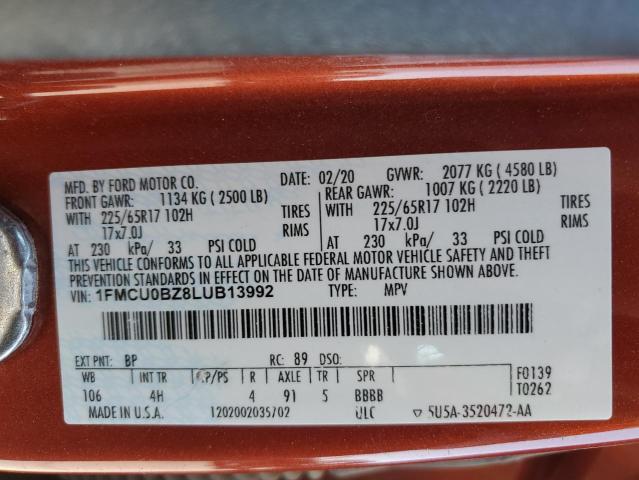 MFD. BY FORD MOTOR CO. DATE: 02/20 GVWR: 2077 KG (4580 LB)
FRONT GAWR: 1134 KG (2500 LB) REAR GAWR: 1007 KG (2220 LB)
WITH 225/65R17 102H TIRES WITH 225/65R17 102H TIRES
17x7.0J RIMS 17x7.0J RIMS
AT 230 kPa/ 33 PSI COLD AT 230 kPa/ 33 PSI COLD
THIS VEHICLE CONFORMS TO ALL APPLICABLE FEDERAL MOTOR VEHICLE SAFETY AND THEFT
PREVENTION STANDARDS IN EFFECT ON THE DATE OF MANUFACTURE SHOWN ABOVE.
VIN: 1FMCU0BZ8LUB13992 TYPE: MPV
EXT PNT: BP RC: 89 DSO: F0139
WB INT TR TP/PS R AXLE TR SPR T0262
106 4H 4 91 5 BBBB
MADE IN U.S.A. 1202002035702 ULC 5U5A-3520472-AA